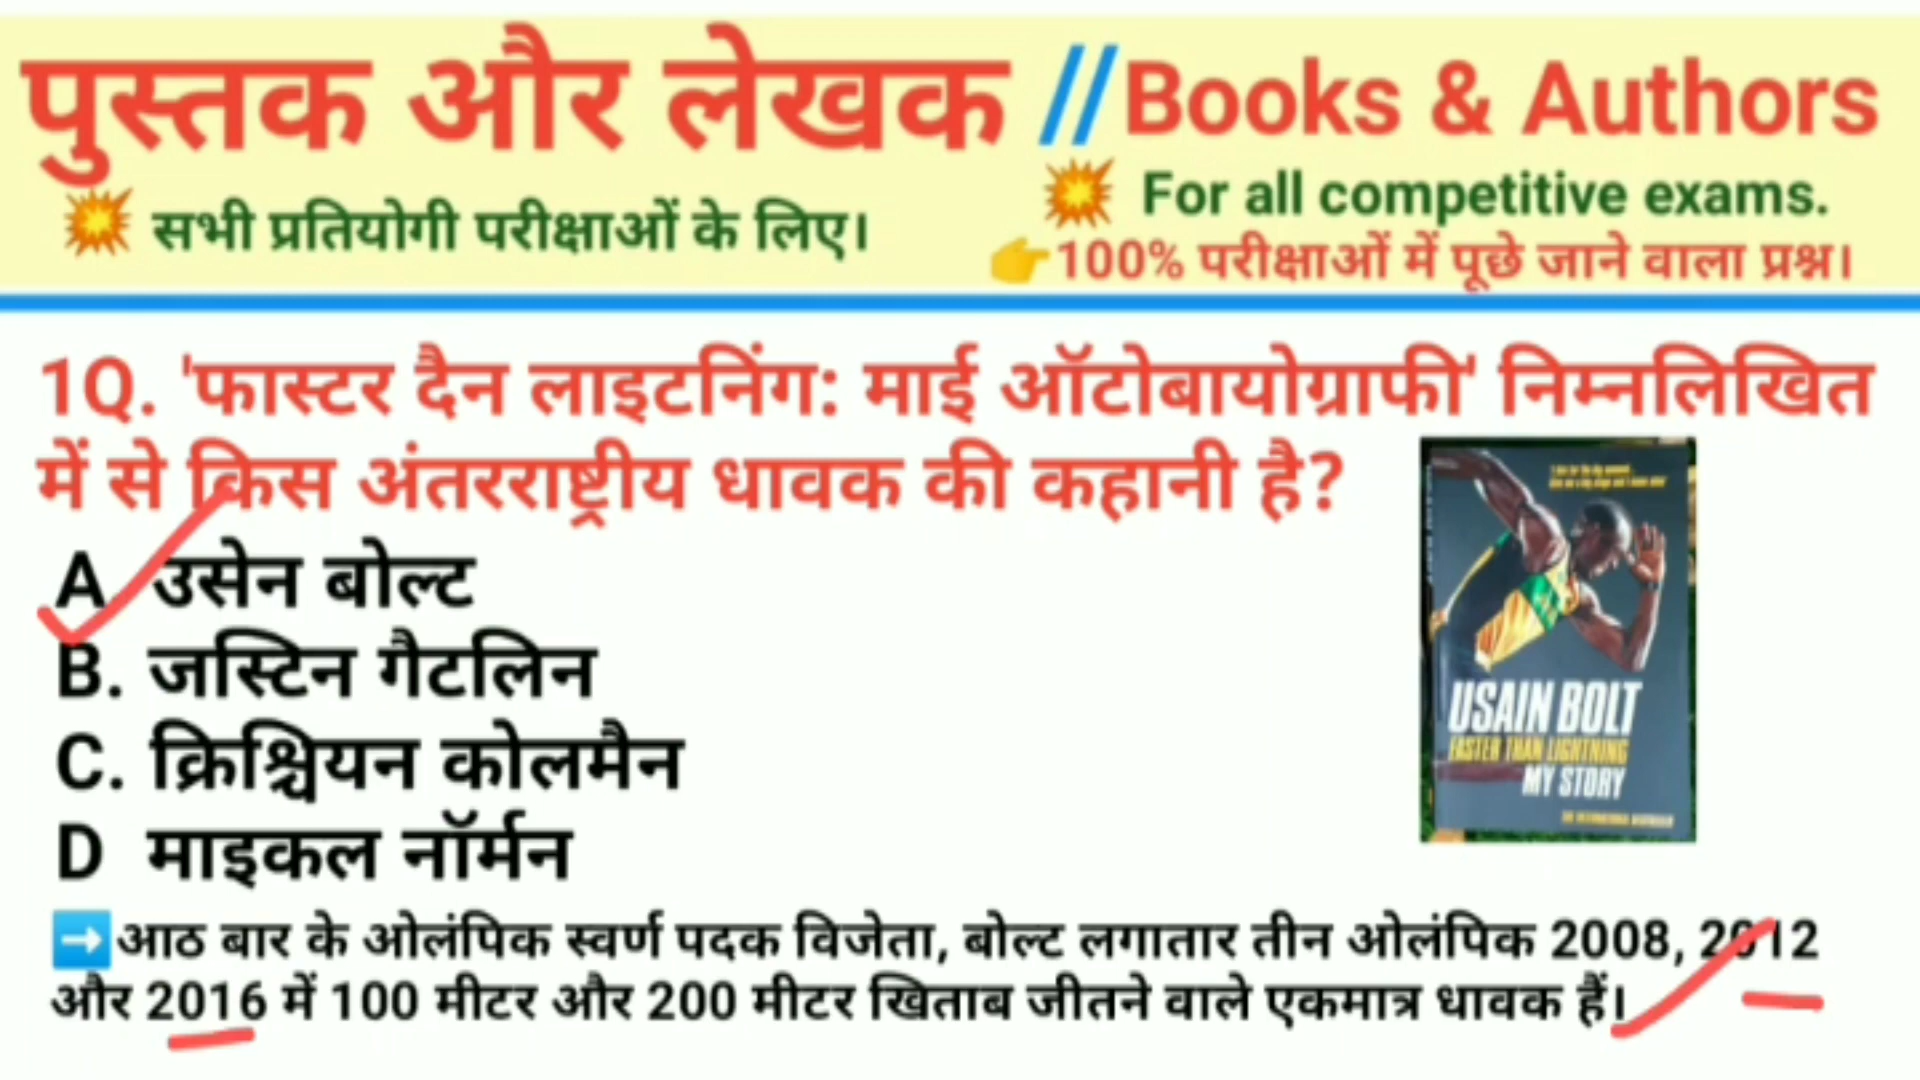 पुस्तक और लेखक //Books & Authors
💥 सभी प्रतियोगी परीक्षाओं के लिए।
💥 For all competitive exams.
👉100% परीक्षाओं में पूछे जाने वाला प्रश्न।
1Q. 'फास्टर दैन लाइटनिंग: माई ऑटोबायोग्राफी' निम्नलिखित
में से किस अंतरराष्ट्रीय धावक की कहानी है?
A उसेन बोल्ट
B. जस्टिन गैटलिन
C. क्रिश्चियन कोलमैन
D माइकल नॉर्मन
USAIN BOLT
FASTER THAN LIGHTNING
MY STORY
➡️आठ बार के ओलंपिक स्वर्ण पदक विजेता, बोल्ट लगातार तीन ओलंपिक 2008, 2012
और 2016 में 100 मीटर और 200 मीटर खिताब जीतने वाले एकमात्र धावक हैं।